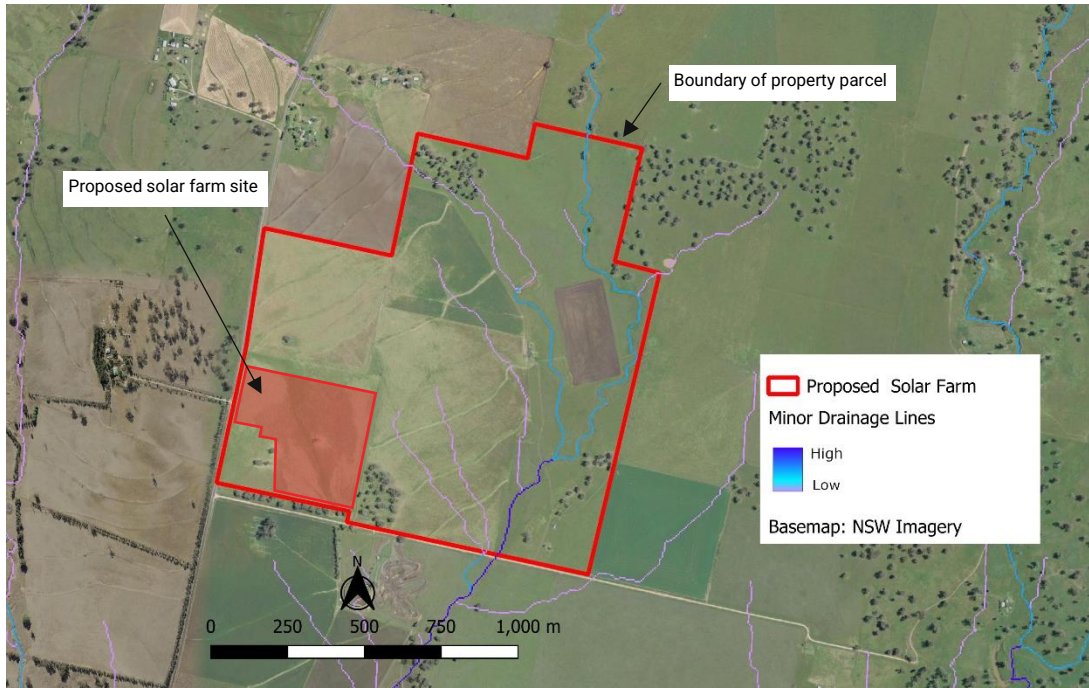 Boundary of property parcel
Proposed solar farm site
Proposed Solar Farm
Minor Drainage Lines
High
Low
Basemap: NSW Imagery
N
0 250 500 750 1,000 m